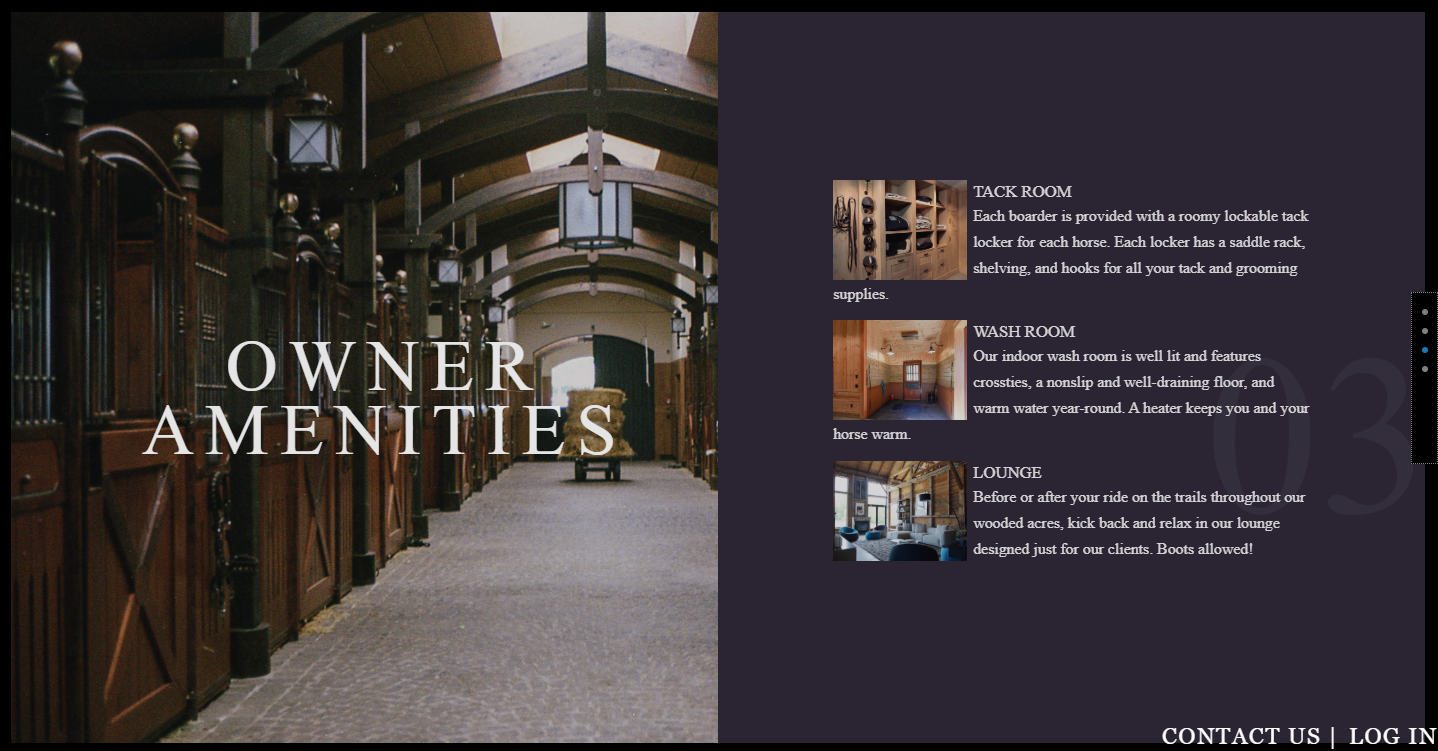 OWNER
AMENITIES
TACK ROOM
Each boarder is provided with a roomy lockable tack
locker for each horse. Each locker has a saddle rack,
shelving, and hooks for all your tack and grooming
supplies.
WASH ROOM
Our indoor wash room is well lit and features
crossties, a nonslip and well-draining floor, and
warm water year-round. A heater keeps you and your
horse warm.
LOUNGE
Before or after your ride on the trails throughout our
wooded acres, kick back and relax in our lounge
designed just for our clients. Boots allowed!
03
CONTACT US | LOG IN